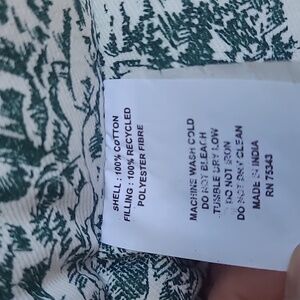 SHELL : 100% COTTON
FILLING : 100% RECYCLED
POLYESTER FIBRE
MACHINE WASH COLD
DO NOT BLEACH
TUMBLE DRY LOW
DO NOT IRON
DO NOT DRY CLEAN
MADE IN INDIA
RN 75343